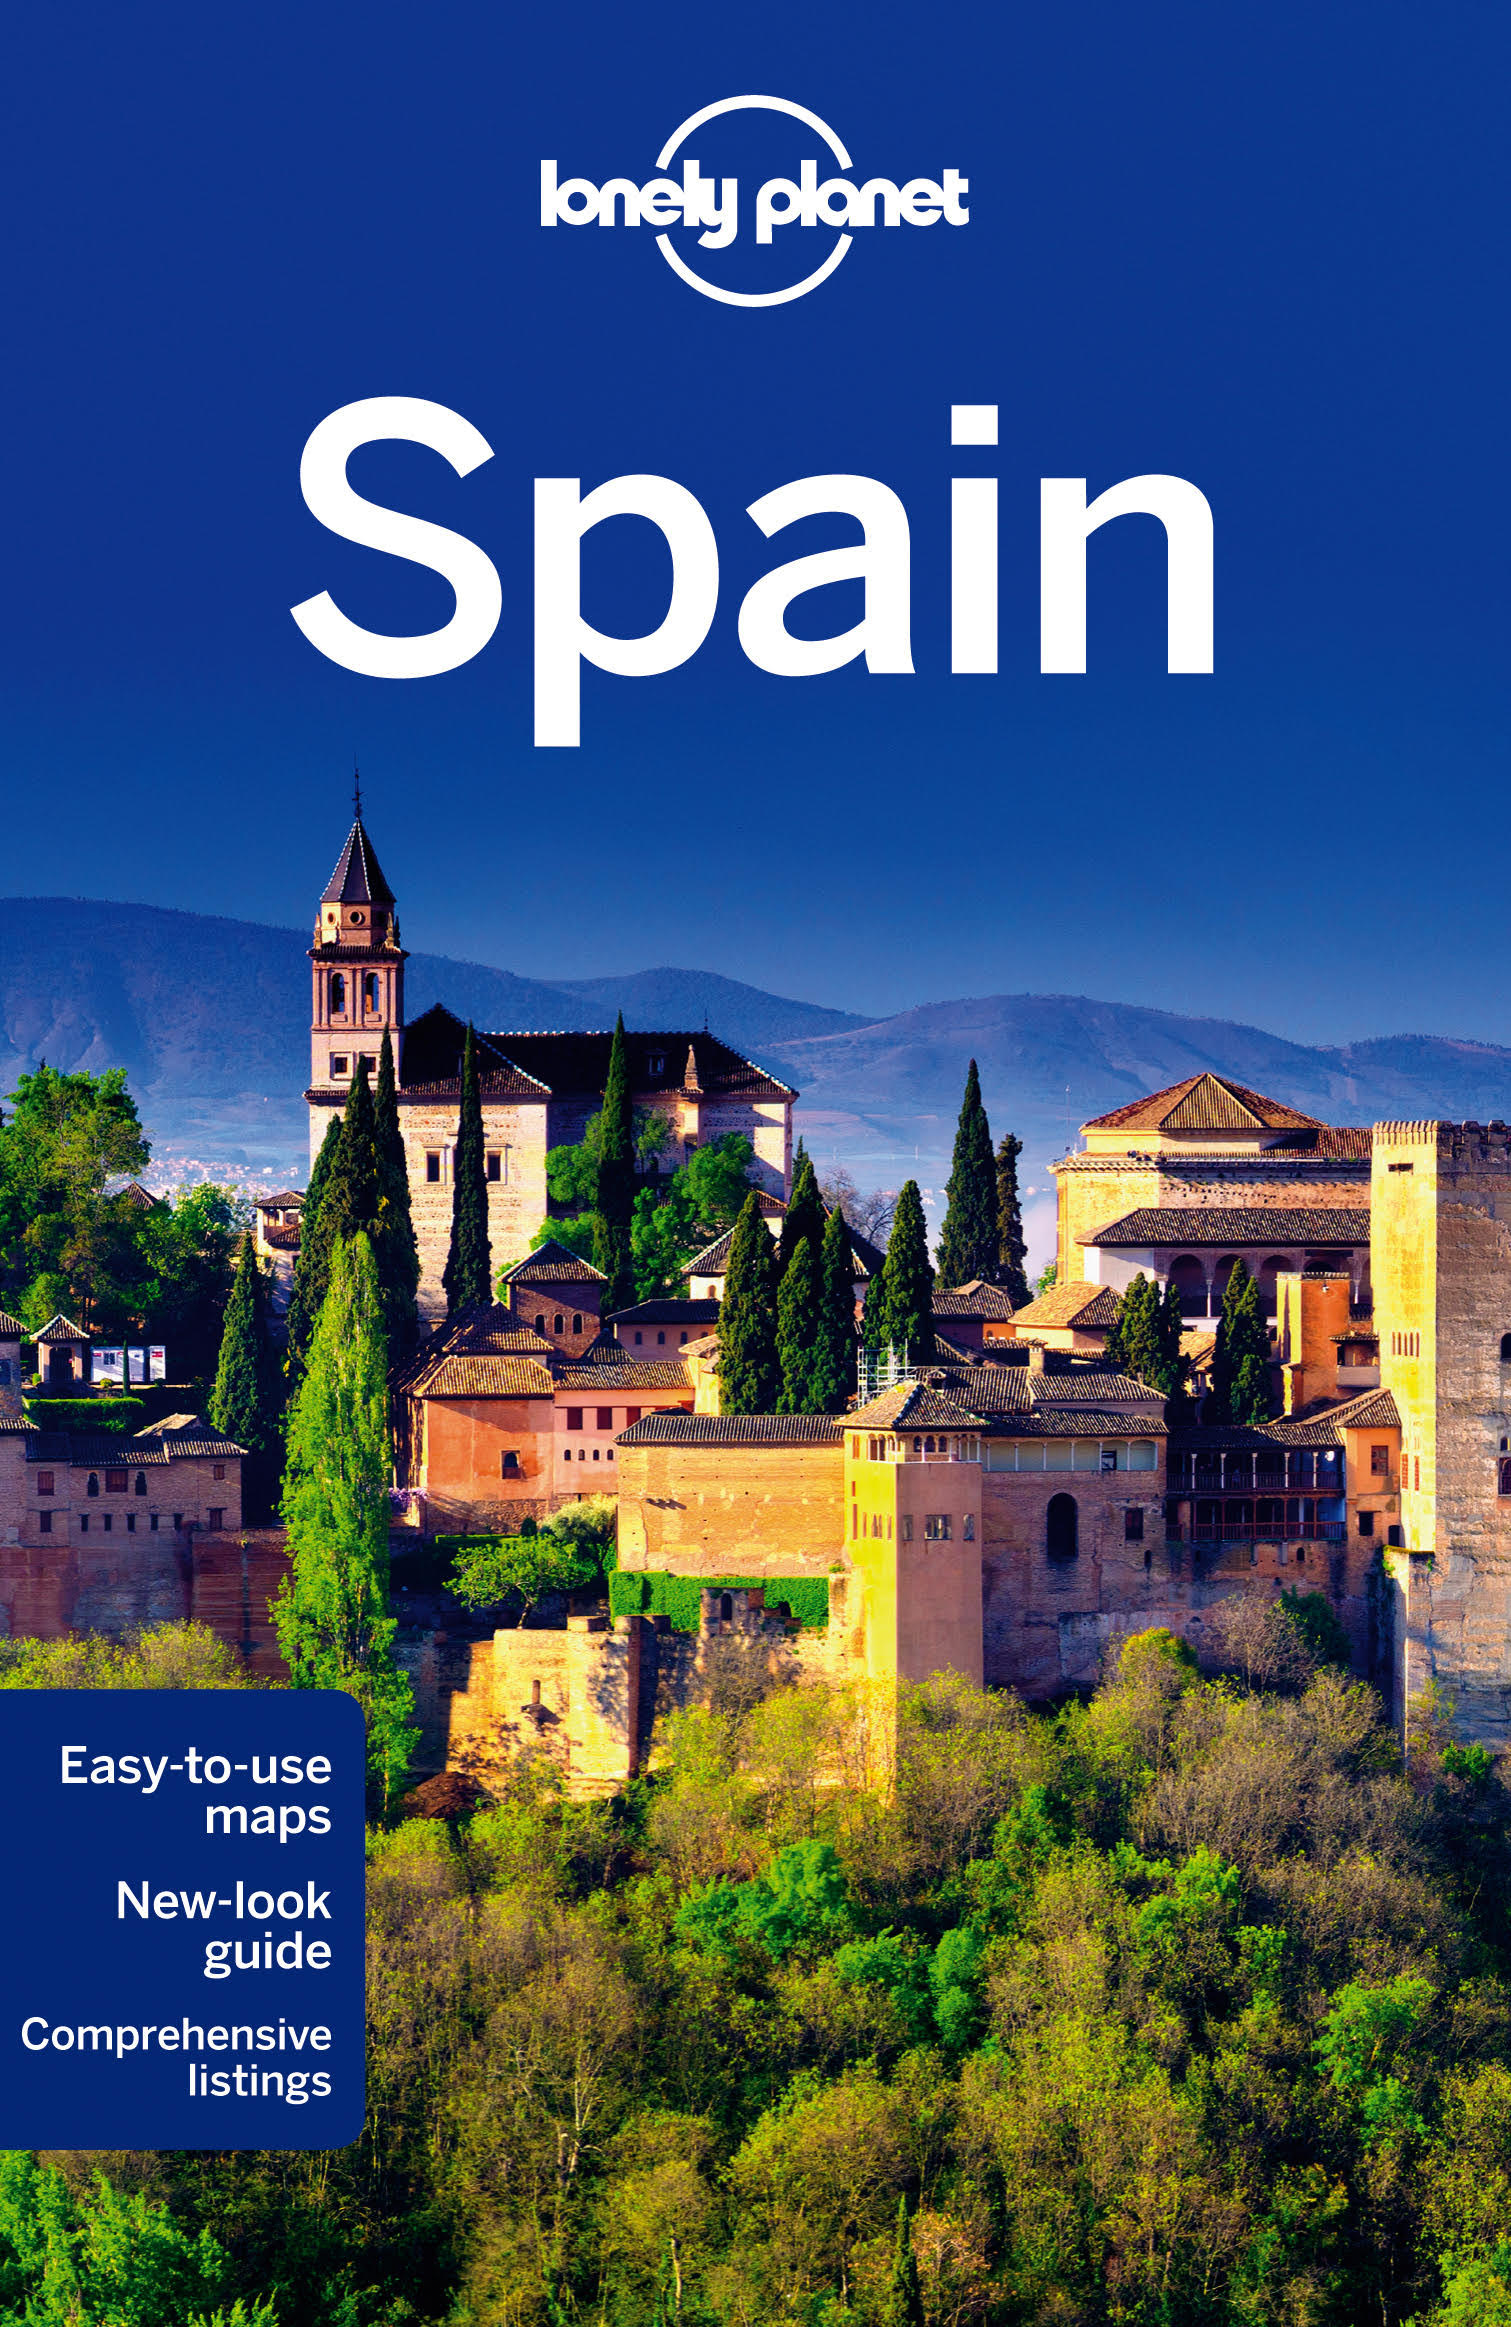 lonely planet
Spain
Easy-to-use
maps
New-look
guide
Comprehensive
listings